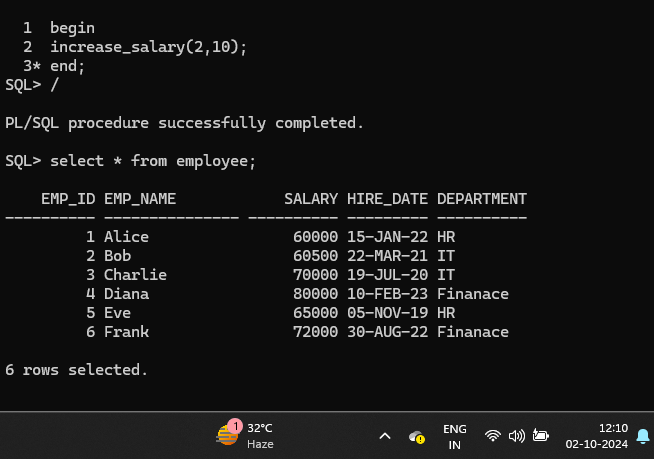 1 begin
2 increase_salary(2,10);
3* end;
SQL> /
PL/SQL procedure successfully completed.
SQL> select * from employee;
EMP_ID EMP_NAME SALARY HIRE_DATE DEPARTMENT
---------- --------------- ---------- --------- ----------
1 Alice 60000 15-JAN-22 HR
2 Bob 60500 22-MAR-21 IT
3 Charlie 70000 19-JUL-20 IT
4 Diana 80000 10-FEB-23 Finanace
5 Eve 65000 05-NOV-19 HR
6 Frank 72000 30-AUG-22 Finanace
6 rows selected.
1
32°C
Haze
ENG
IN
12:10
02-10-2024